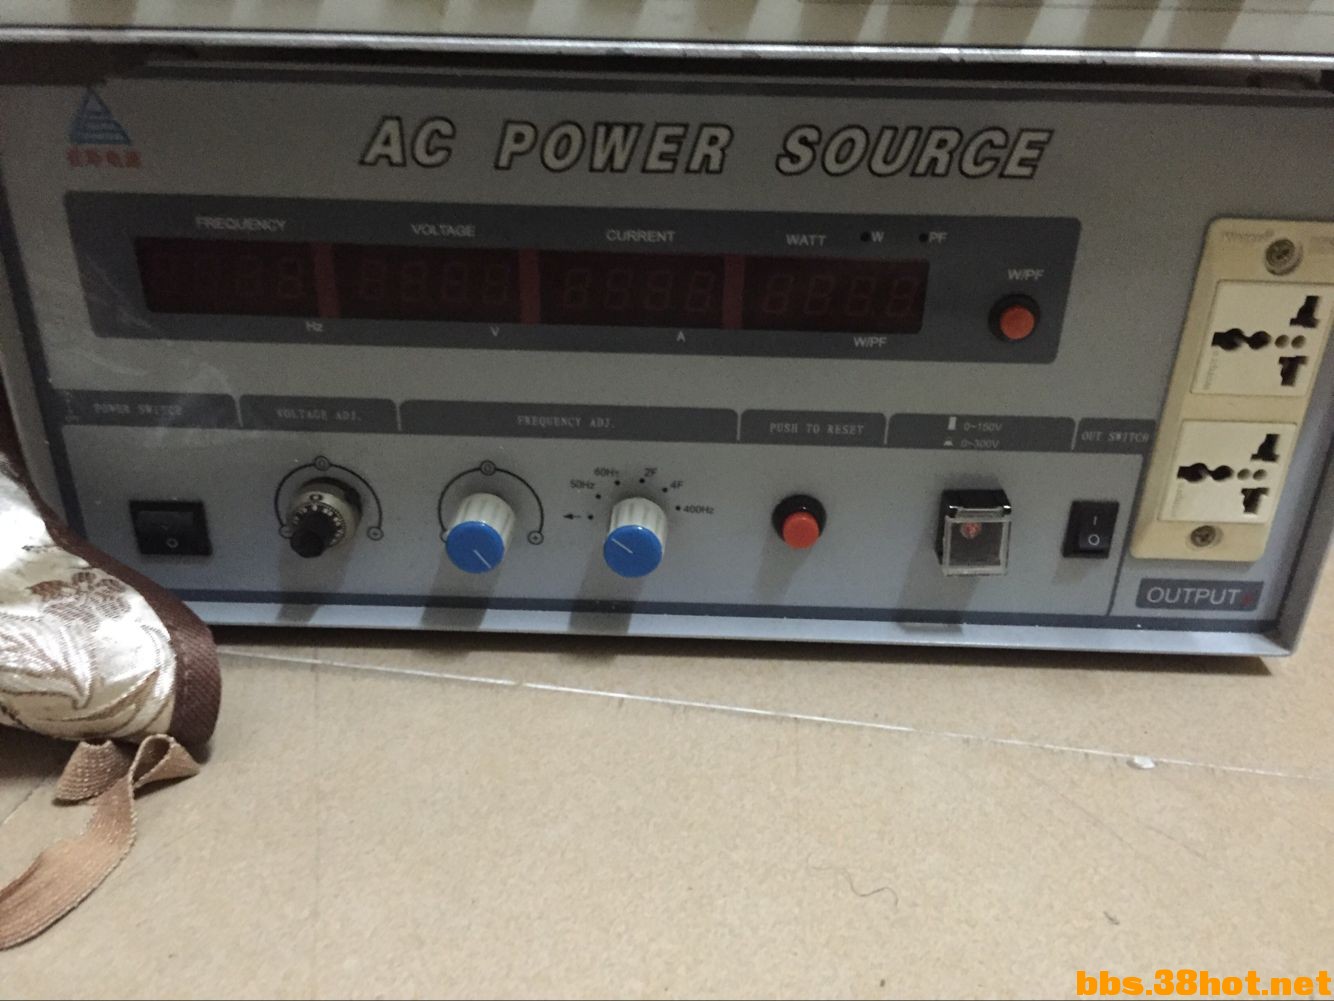 AC POWER SOURCE
FREQUENCY VOLTAGE CURRENT WATT W PF
W/PF
Hz V A W/PF
POWER SWITCH VOLTAGE ADJ. FREQUENCY ADJ. PUSH TO RESET 0~150V
0~300V
OUT SWITCH
50Hz 60Hz 2F 4F 400Hz
OUTPUT
bbs.38hot.net